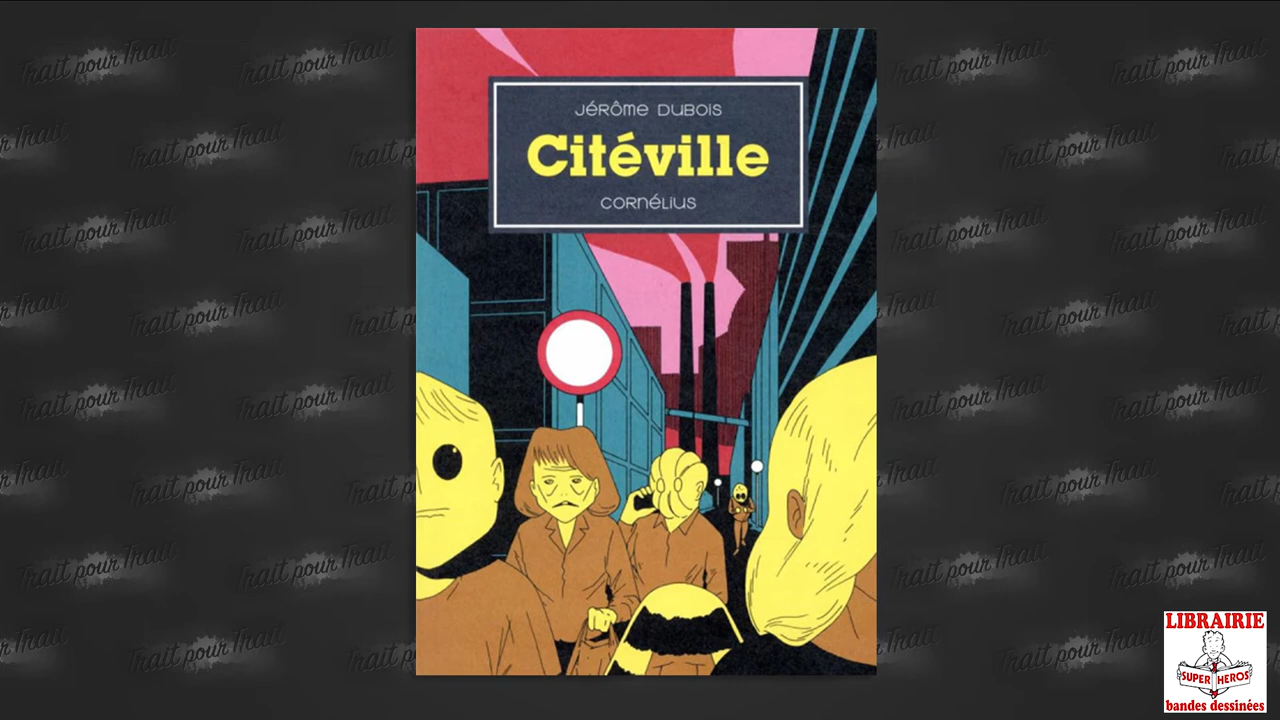 Jérôme Dubois
Citéville
Cornélius
Trait pour Trait
LIBRAIRIE
SUPER HEROS
bandes dessinées